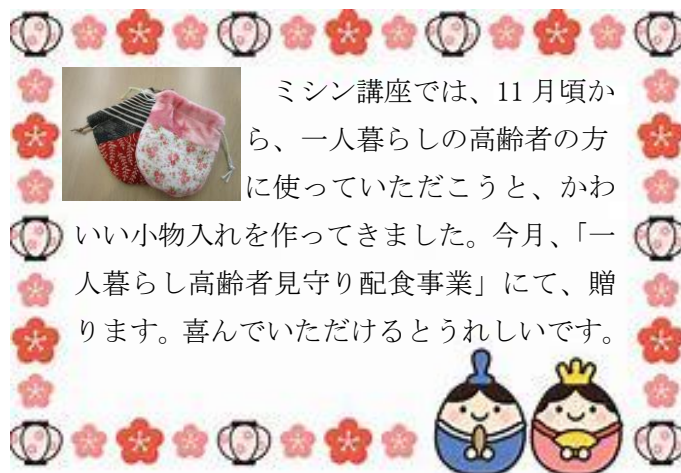 ミシン講座では、11月頃か
ら、一人暮らしの高齢者の方
に使っていただこうと、かわ
いい小物入れを作ってきました。今月、「一
人暮らし高齢者見守り配食事業」にて、贈
ります。喜んでいただけるとうれしいです。